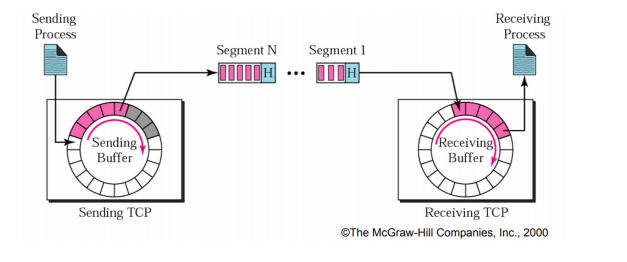 Sending
Process
Receiving
Process
Segment N
Segment 1
H
•••
H
Sending
Buffer
Receiving
Buffer
Sending TCP
Receiving TCP
©The McGraw-Hill Companies, Inc., 2000